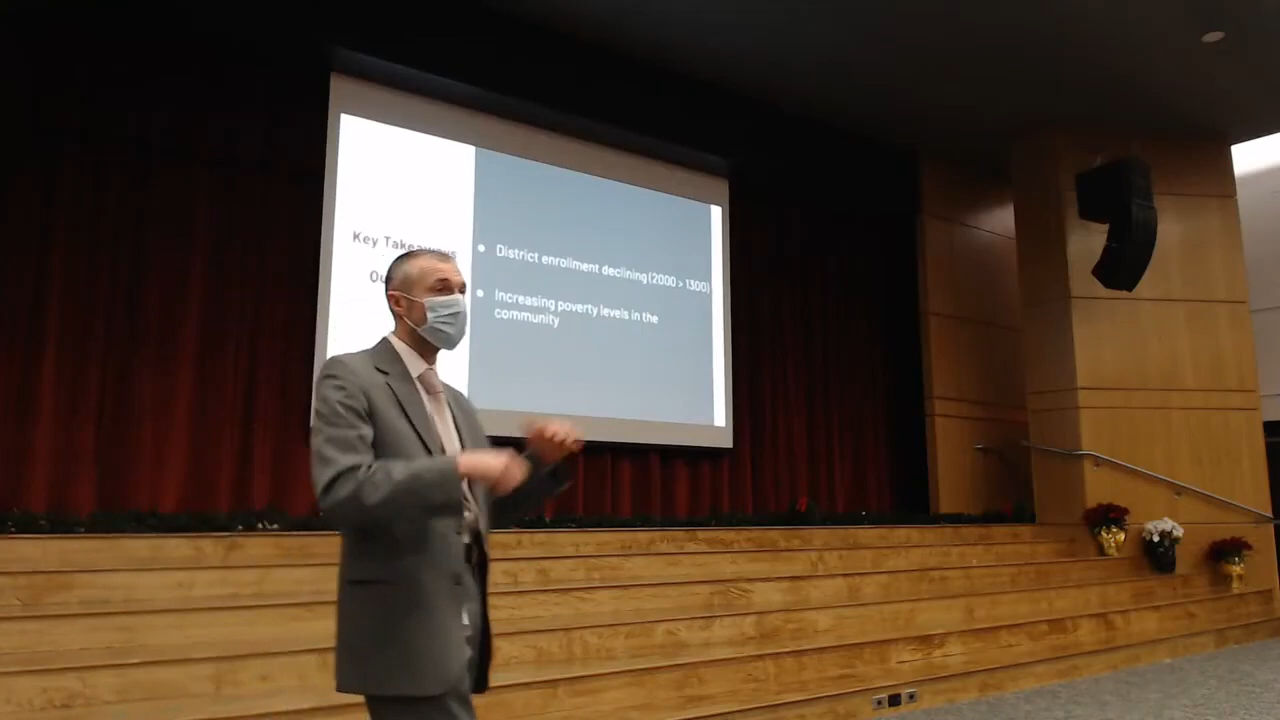 Key Takeaways
District enrollment declining (2000 > 1300)
Increasing poverty levels in the
community